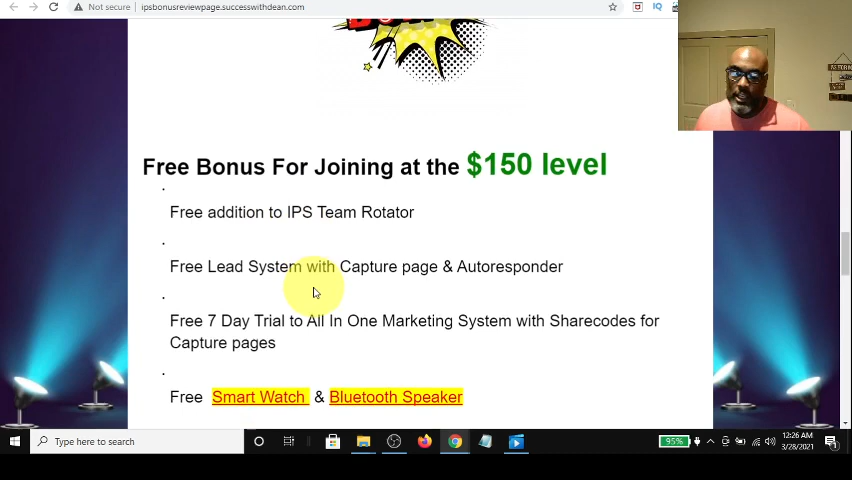 Not secure | ipsbonusreviewpage.successwithdean.com
Free Bonus For Joining at the $150 level
Free addition to IPS Team Rotator
Free Lead System with Capture page & Autoresponder
Free 7 Day Trial to All In One Marketing System with Sharecodes for
Capture pages
Free Smart Watch & Bluetooth Speaker
Type here to search
95%
12:26 AM
3/28/2021